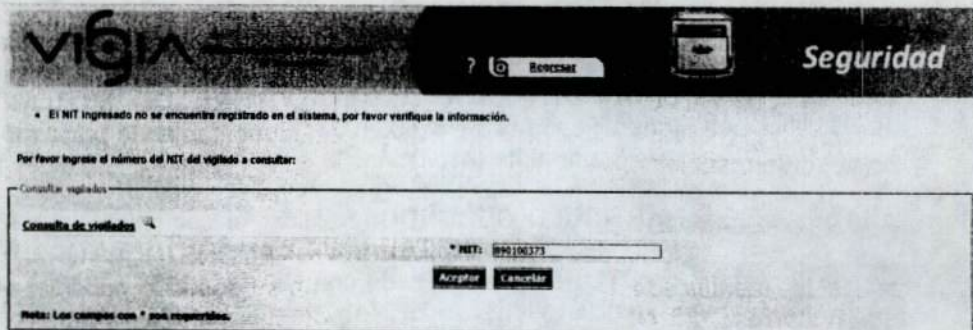 VIGIA
? Regresar
Seguridad
• El NIT ingresado no se encuentra registrado en el sistema, por favor verifique la información.
Por favor ingrese el número del NIT del vigilado a consultar:
Consultar vigilados
Consulta de vigilados
* NIT: 890100373
Aceptar Cancelar
Nota: Los campos con * son requeridos.